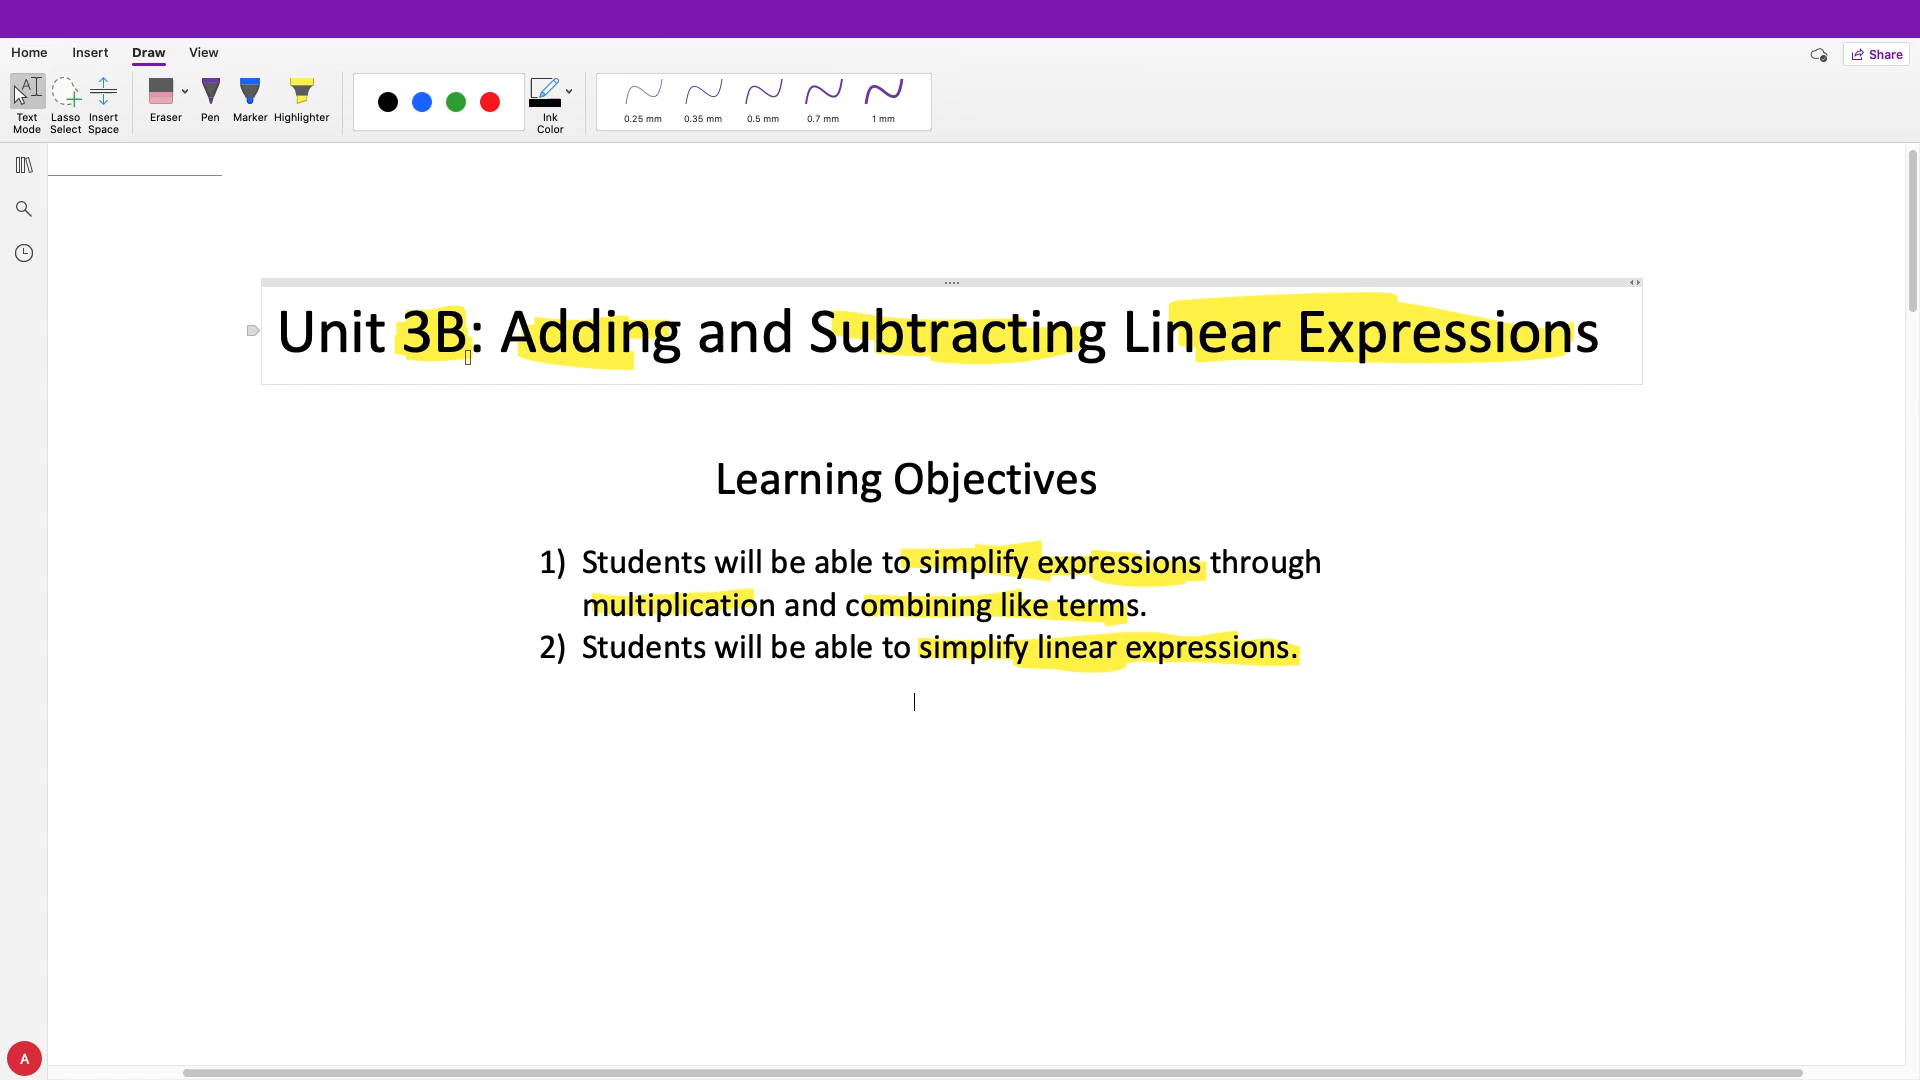 Home Insert Draw View
Share
Text Mode
Lasso Select
Insert Space
Eraser
Pen
Marker
Highlighter
Ink Color
0.25 mm
0.35 mm
0.5 mm
0.7 mm
1 mm
Unit 3B: Adding and Subtracting Linear Expressions
Learning Objectives
1) Students will be able to simplify expressions through
multiplication and combining like terms.
2) Students will be able to simplify linear expressions.
A